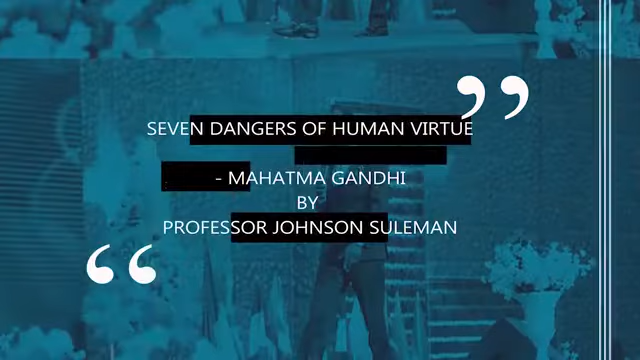 SEVEN DANGERS OF HUMAN VIRTUE
- MAHATMA GANDHI
BY
PROFESSOR JOHNSON SULEMAN